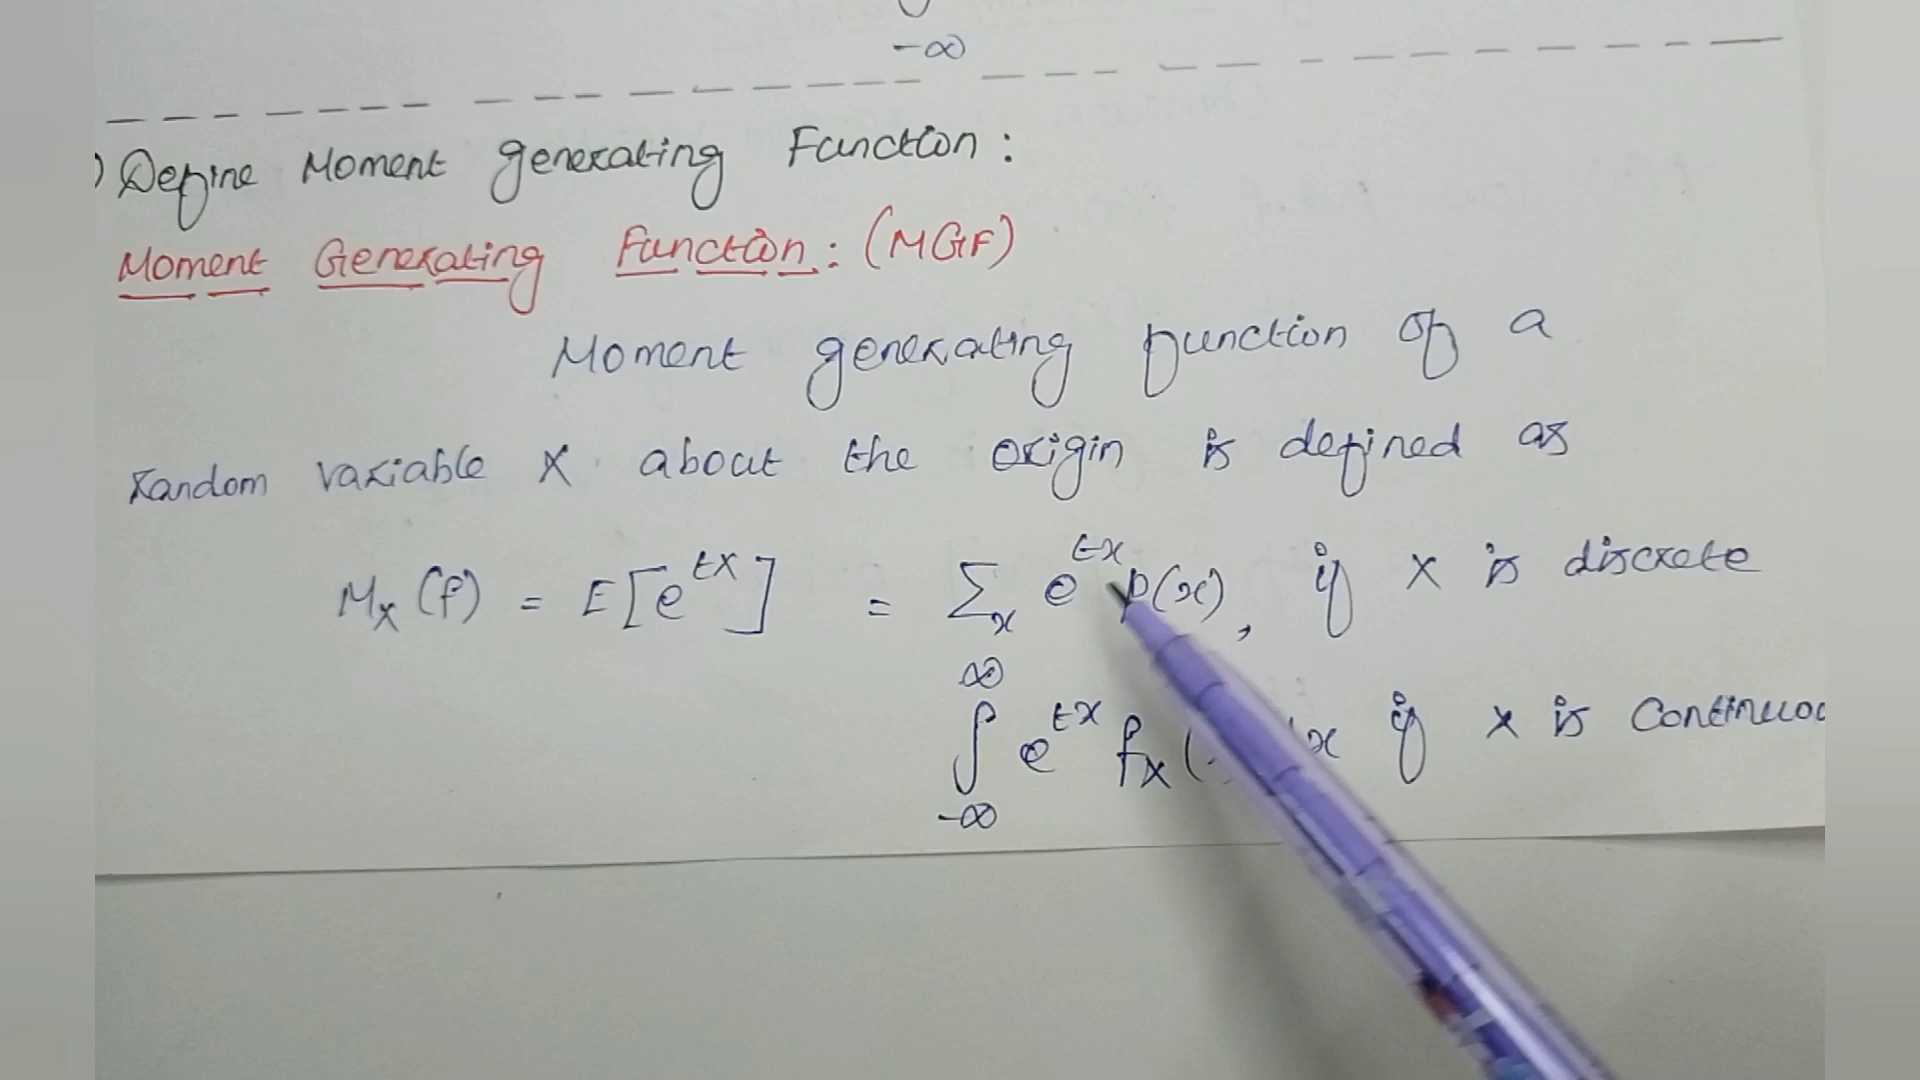 -∞
) Define Moment generating Function :
Moment Generating Function : (MGF)
Moment generating function of a
random variable X about the origin is defined as
Mx (f) = E[e^tX] = Σx e^tx p(x), if X is discrete
∞
∫ e^tx fx ( x if x is Continuou
-∞